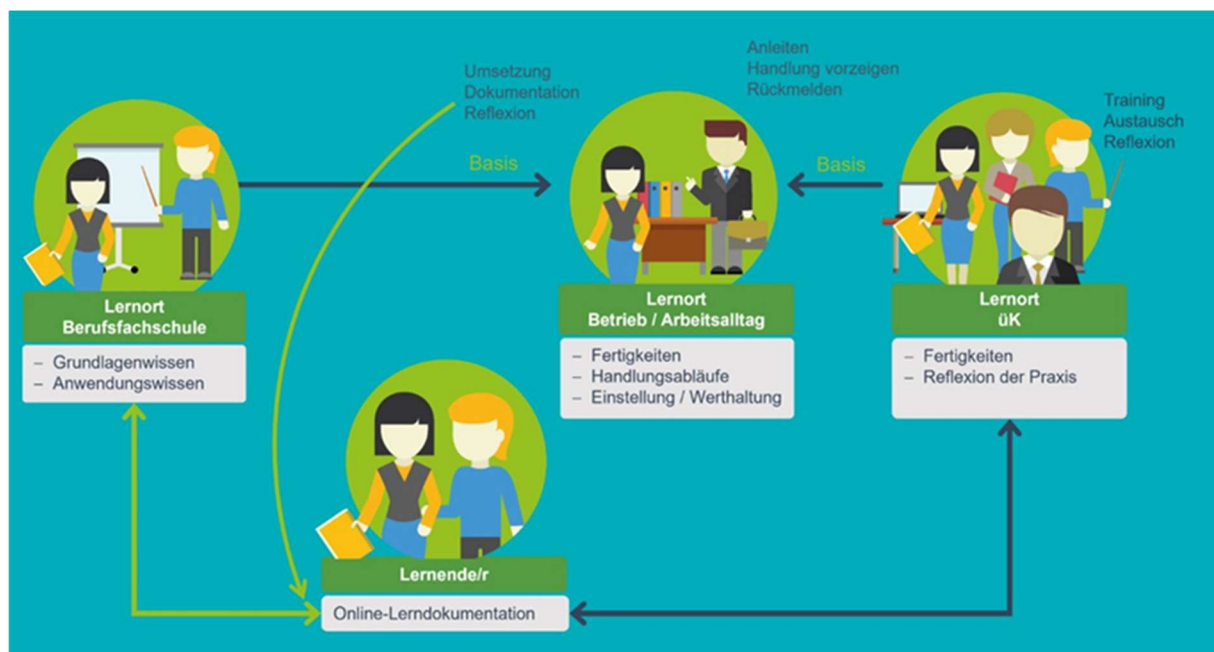 Umsetzung
Dokumentation
Reflexion
Anleiten
Handlung vorzeigen
Rückmelden
Training
Austausch
Reflexion
Basis
Basis
Lernort
Berufsfachschule
– Grundlagenwissen
– Anwendungswissen
Lernort
Betrieb / Arbeitsalltag
– Fertigkeiten
– Handlungsabläufe
– Einstellung / Werthaltung
Lernort
üK
– Fertigkeiten
– Reflexion der Praxis
Lernende/r
Online-Lerndokumentation